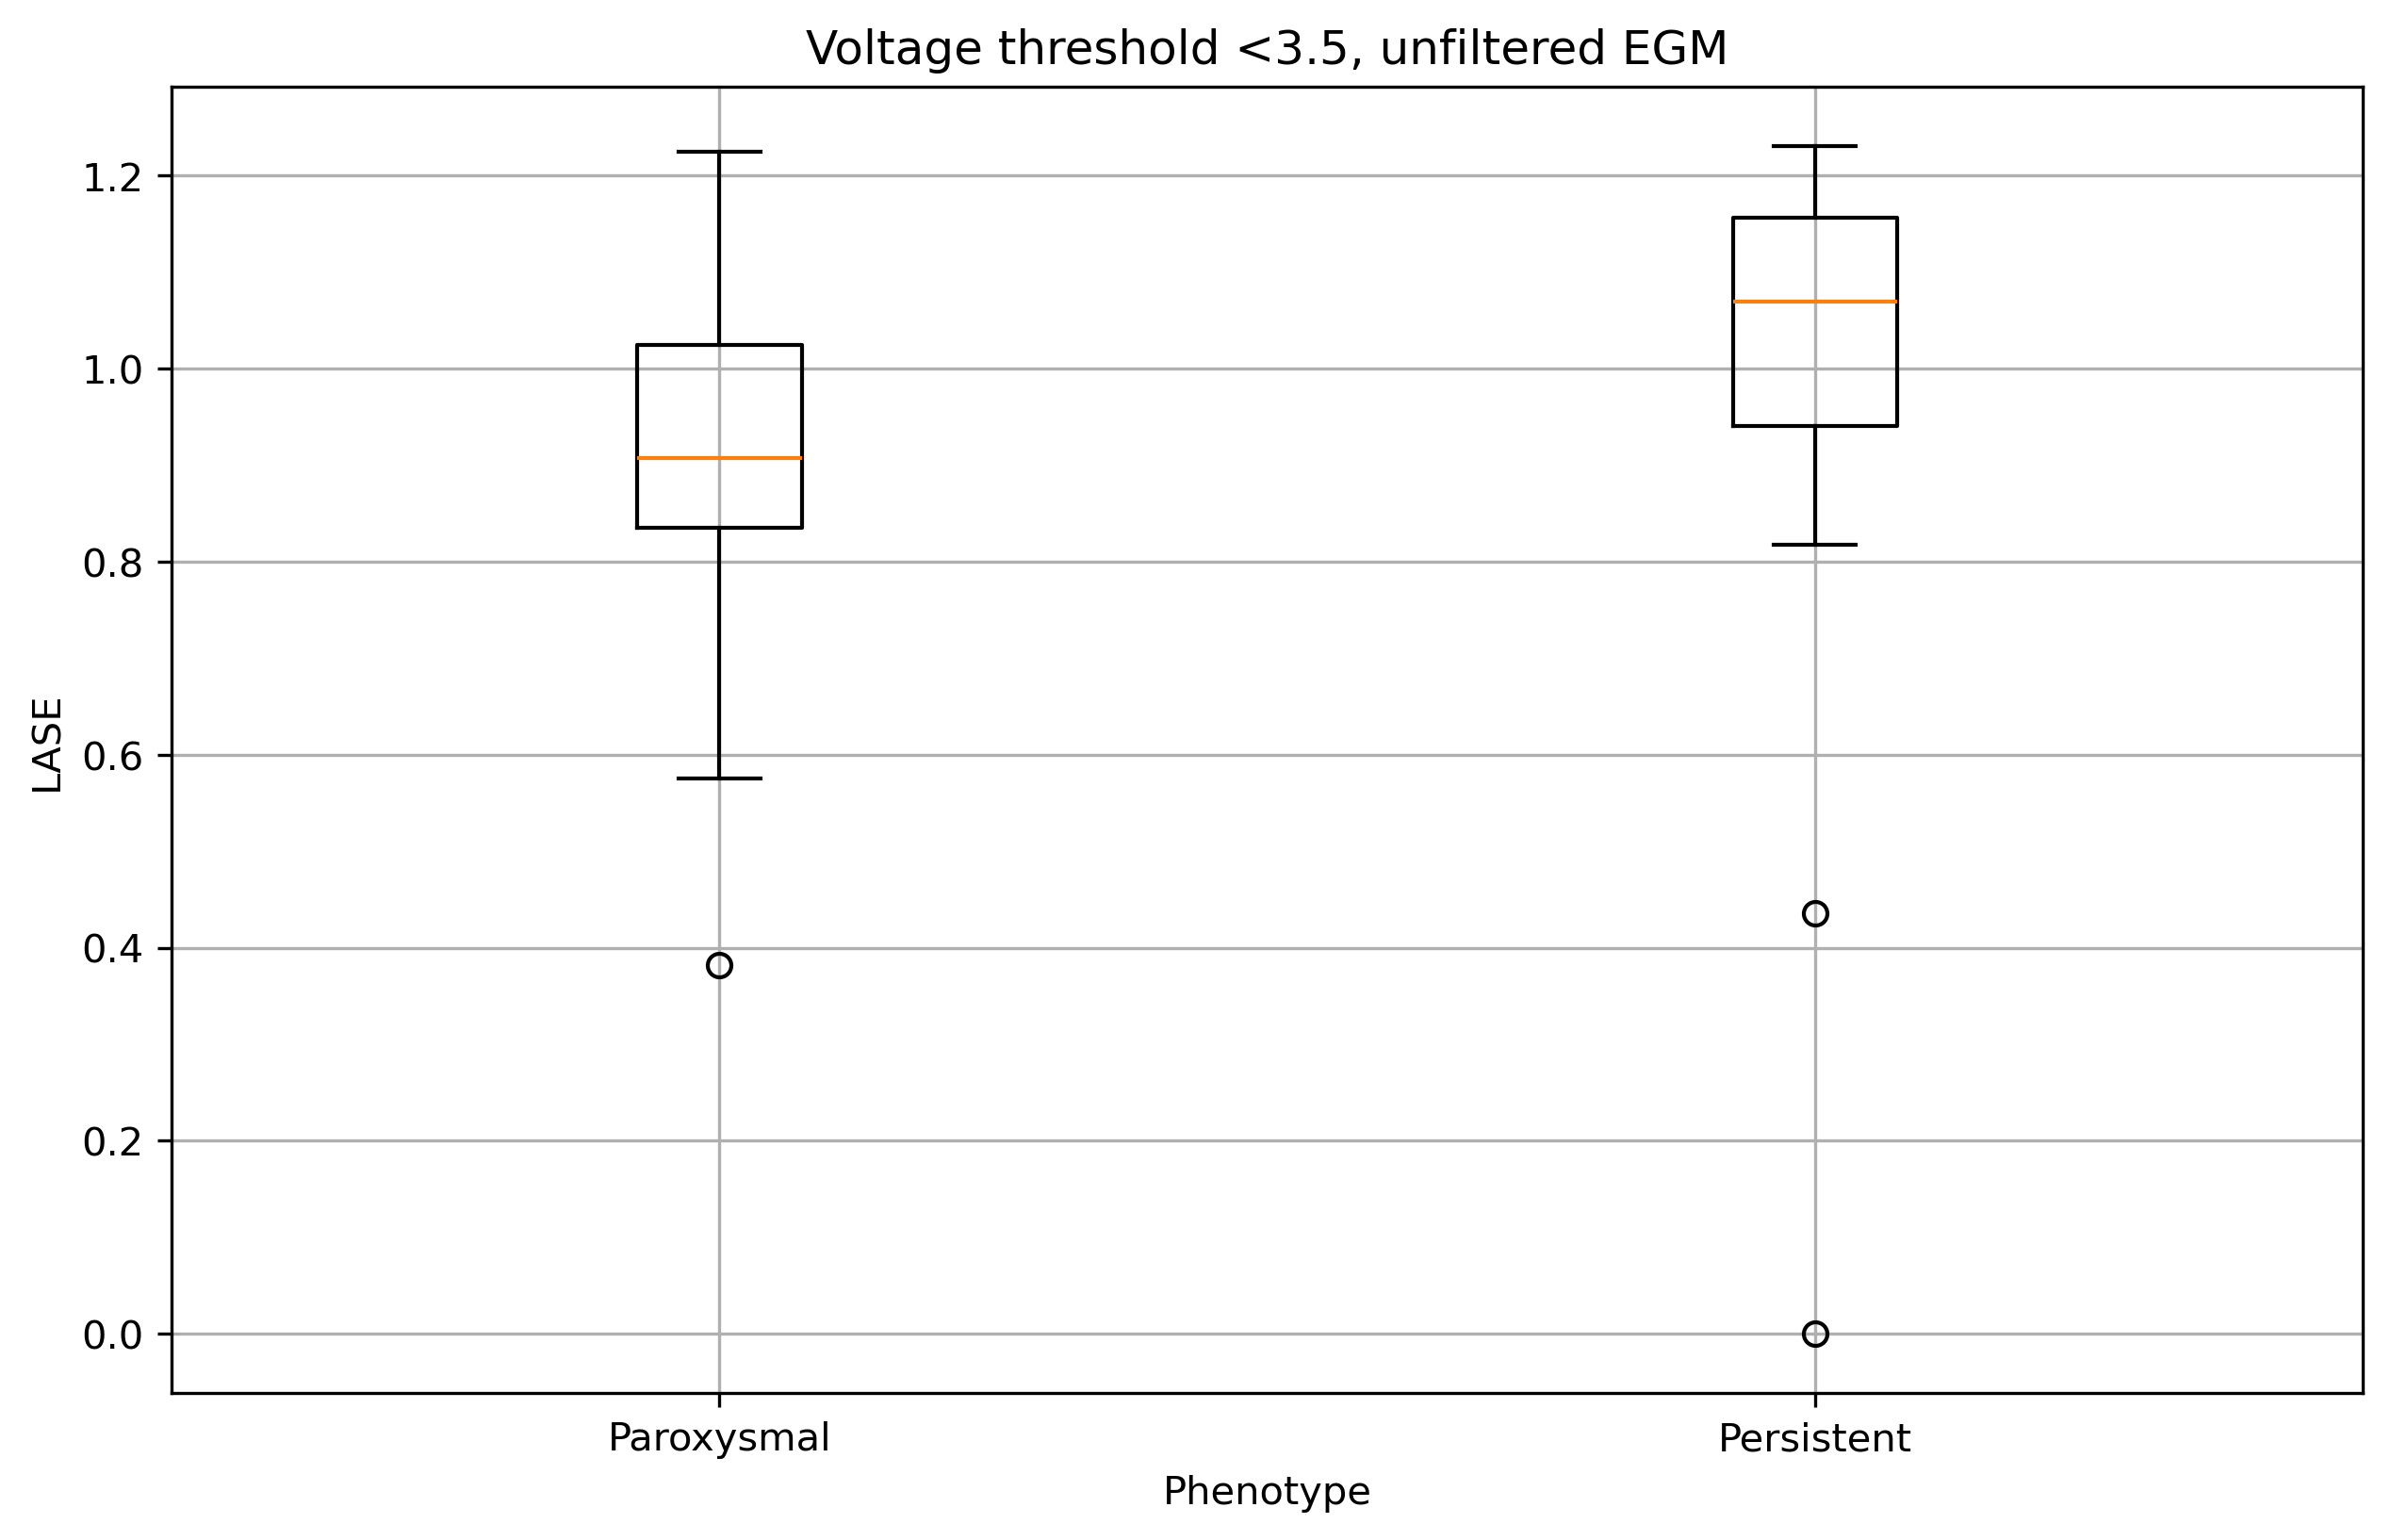 Voltage threshold <3.5, unfiltered EGM
LASE
1.2
1.0
0.8
0.6
0.4
0.2
0.0
Paroxysmal
Persistent
Phenotype